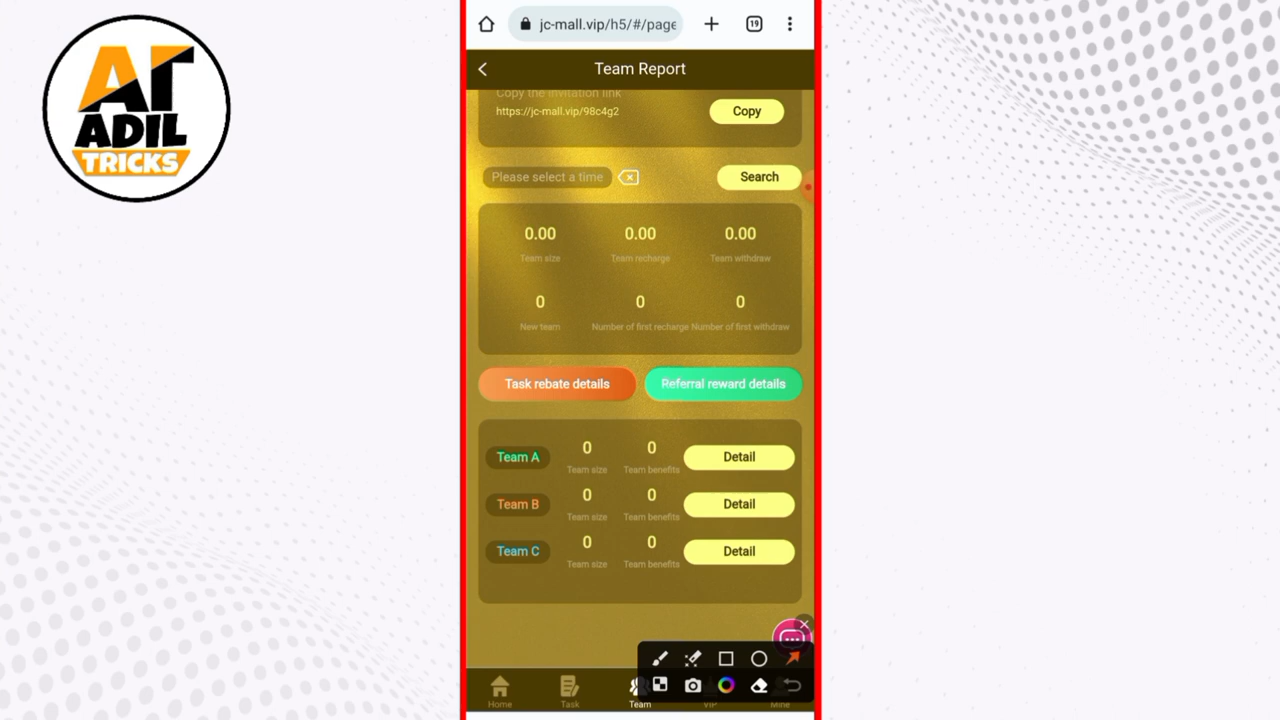 AT
ADIL
TRICKS
jc-mall.vip/h5/#/page
19
Team Report
Copy the invitation link
https://jc-mall.vip/98c4g2
Copy
Please select a time
Search
0.00 0.00 0.00
Team size Team recharge Team withdraw
0 0 0
New team Number of first recharge Number of first withdraw
Task rebate details Referral reward details
Team A 0 0 Detail
Team size Team benefits
Team B 0 0 Detail
Team size Team benefits
Team C 0 0 Detail
Team size Team benefits
Home Task Team VIP Mine